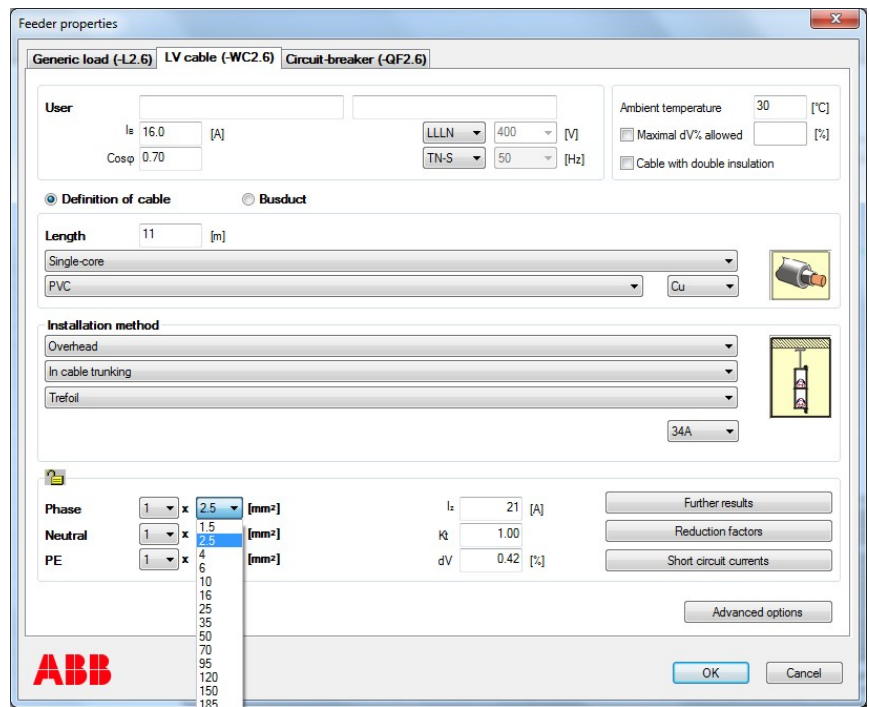 Feeder properties
x
Generic load (-L2.6) LV cable (-WC2.6) Circuit-breaker (-QF2.6)
User
Ambient temperature 30 [°C]
IB 16.0 [A] LLLN 400 [V]
Maximal dV% allowed [%]
Cosφ 0.70 TN-S 50 [Hz]
Cable with double insulation
Definition of cable Busduct
Length 11 [m]
Single-core
PVC Cu
Installation method
Overhead
In cable trunking
Trefoil
34A
Phase 1 x 2.5 [mm²] Iz 21 [A] Further results
1.5
Neutral 1 x 2.5 [mm²] Kt 1.00 Reduction factors
4
PE 1 x 6 [mm²] dV 0.42 [%] Short circuit currents
10
16
25
35
50
70
95
120
150
185
Advanced options
ABB
OK Cancel